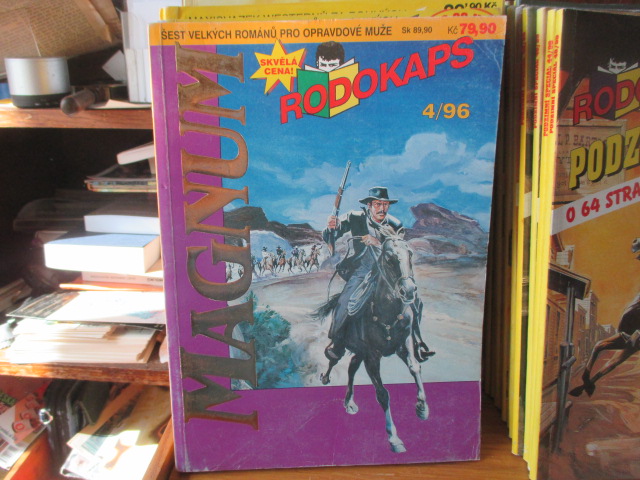 ŠEST VELKÝCH ROMÁNŮ PRO OPRAVDOVÉ MUŽE Sk 89,90 Kč 79,90
SKVĚLÁ
CENA!
RODOKAPS
4/96
MAGNUM
RODO
PODZ
O 64 STRA